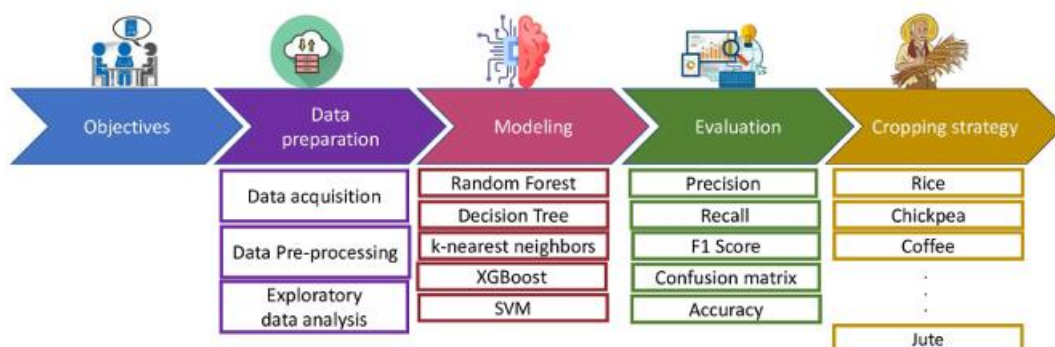 Objectives
Data
preparation
Modeling
Evaluation
Cropping strategy
Data acquisition
Data Pre-processing
Exploratory
data analysis
Random Forest
Decision Tree
k-nearest neighbors
XGBoost
SVM
Precision
Recall
F1 Score
Confusion matrix
Accuracy
Rice
Chickpea
Coffee
.
.
.
Jute